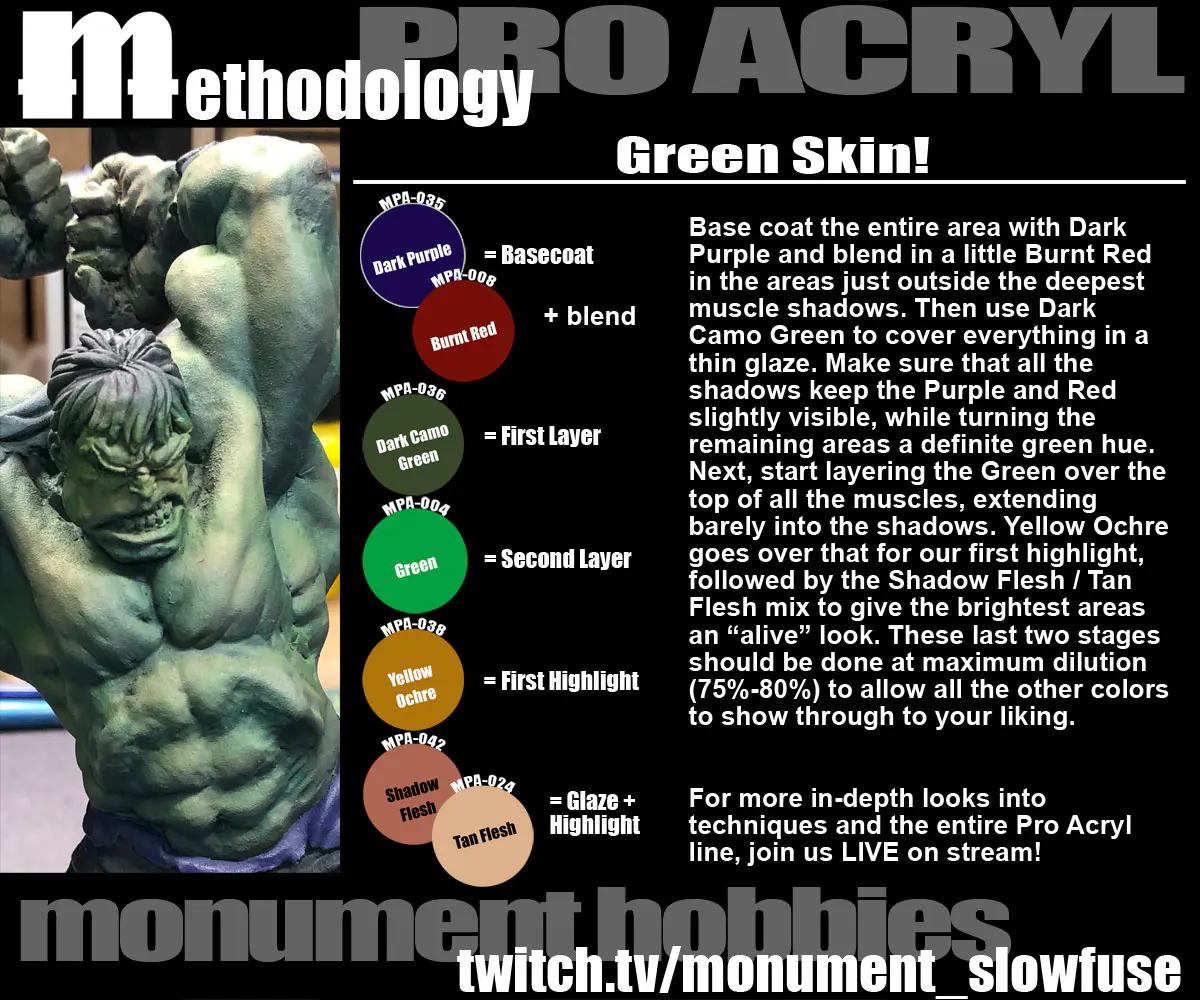 PRO ACRYL
methodology
Green Skin!
MPA-035
Dark Purple
= Basecoat
MPA-008
Burnt Red
+ blend
MPA-036
Dark Camo
Green
= First Layer
MPA-004
Green
= Second Layer
MPA-038
Yellow
Ochre
= First Highlight
MPA-042
Shadow
Flesh
MPA-024
Tan Flesh
= Glaze +
Highlight
Base coat the entire area with Dark
Purple and blend in a little Burnt Red
in the areas just outside the deepest
muscle shadows. Then use Dark
Camo Green to cover everything in a
thin glaze. Make sure that all the
shadows keep the Purple and Red
slightly visible, while turning the
remaining areas a definite green hue.
Next, start layering the Green over the
top of all the muscles, extending
barely into the shadows. Yellow Ochre
goes over that for our first highlight,
followed by the Shadow Flesh / Tan
Flesh mix to give the brightest areas
an “alive” look. These last two stages
should be done at maximum dilution
(75%-80%) to allow all the other colors
to show through to your liking.
For more in-depth looks into
techniques and the entire Pro Acryl
line, join us LIVE on stream!
monument hobbies
twitch.tv/monument_slowfuse